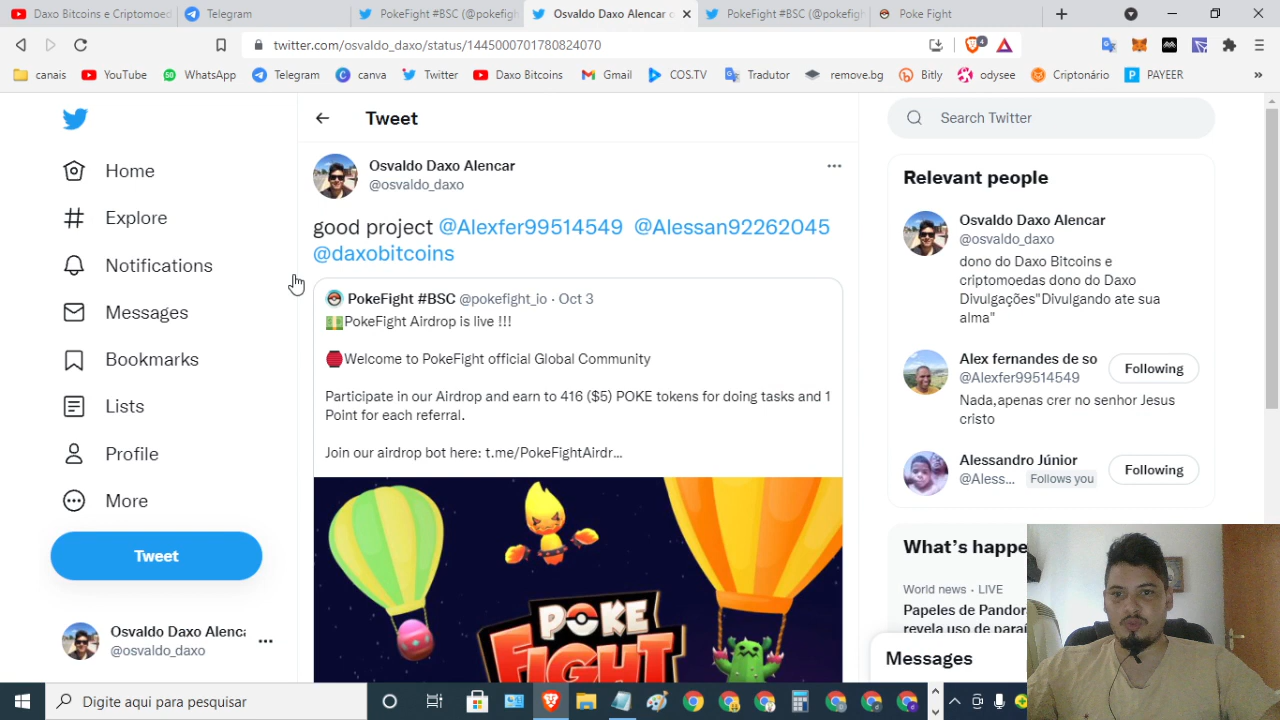 Daxo Bitcoins e Criptomoed
Telegram
PokeFight #BSC (@pokefigh
Osvaldo Daxo Alencar o
PokeFight #BSC (@pokefigh
Poke Fight
twitter.com/osvaldo_daxo/status/1445000701780824070
4
canais
YouTube
WhatsApp
Telegram
canva
Twitter
Daxo Bitcoins
Gmail
COS.TV
Tradutor
remove.bg
Bitly
odysee
Criptonário
PAYEER
Home
Explore
Notifications
Messages
Bookmarks
Lists
Profile
More
Tweet
Osvaldo Daxo Alenca
@osvaldo_daxo
Tweet
Osvaldo Daxo Alencar
@osvaldo_daxo
good project @Alexfer99514549 @Alessan92262045
@daxobitcoins
PokeFight #BSC @pokefight_io · Oct 3
PokeFight Airdrop is live !!!
Welcome to PokeFight official Global Community
Participate in our Airdrop and earn to 416 ($5) POKE tokens for doing tasks and 1
Point for each referral.
Join our airdrop bot here: t.me/PokeFightAirdr...
POKE
FIGHT
Search Twitter
Relevant people
Osvaldo Daxo Alencar
@osvaldo_daxo
dono do Daxo Bitcoins e
criptomoedas dono do Daxo
Divulgações"Divulgando ate sua
alma"
Alex fernandes de so
@Alexfer99514549
Following
Nada,apenas crer no senhor Jesus
cristo
Alessandro Júnior
@Aless... Follows you
Following
What's happe
World news · LIVE
Papeles de Pandor
revela uso de paraí
Messages
Digite aqui para pesquisar